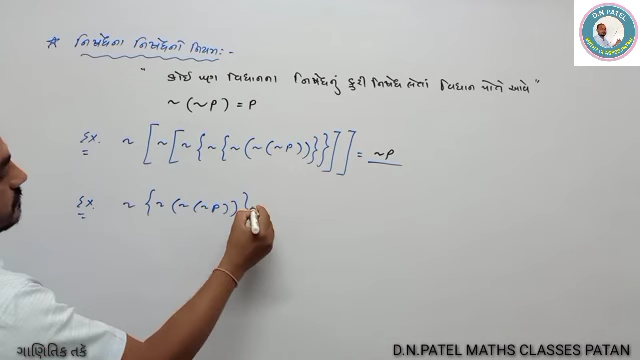 D.N.PATEL
* નિષેધના નિષેધનો નિયમ:-
" કોઈ પણ વિધાનના નિષેધનું ફરી નિષેધ લેતાં વિધાન પોતે આવે "
~(~P) = P
Ex. ~[~[~{~{~(~(~P))}}]] = ~P
Ex. ~{~(~(~P))}
ગાણિતિક તર્ક
D.N.PATEL MATHS CLASSES PATAN